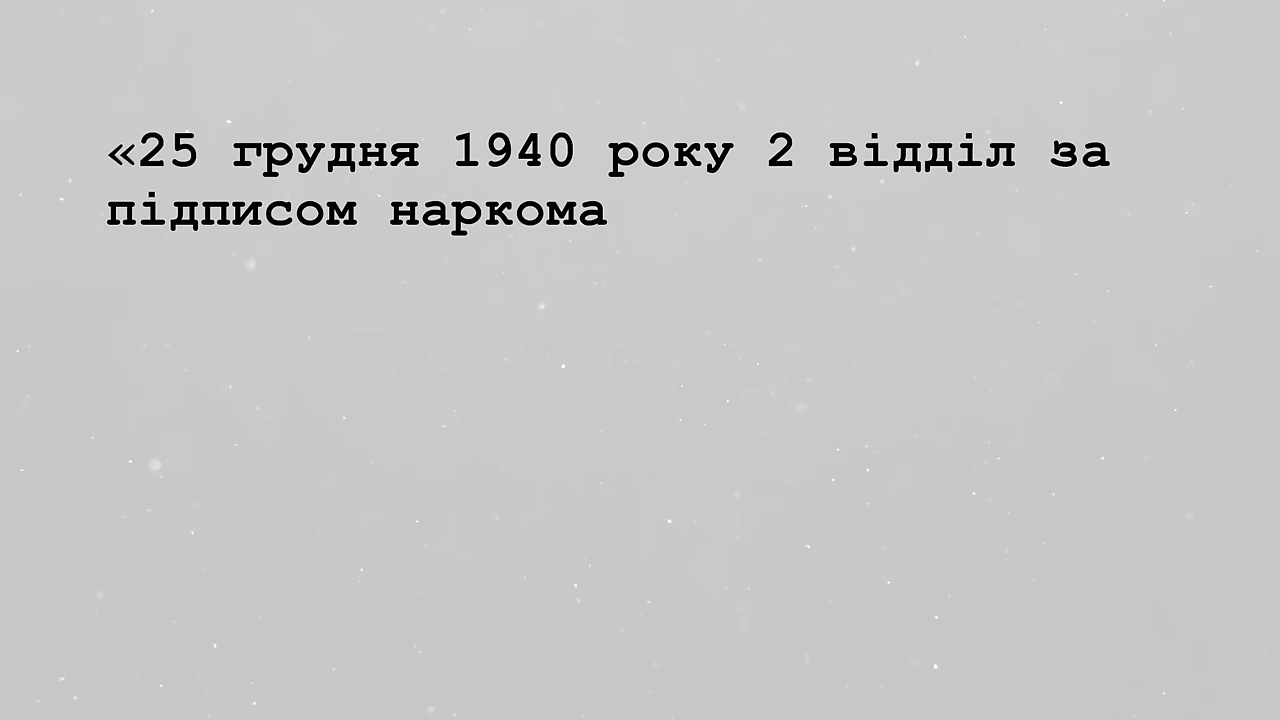 «25 грудня 1940 року 2 відділ за
підписом наркома